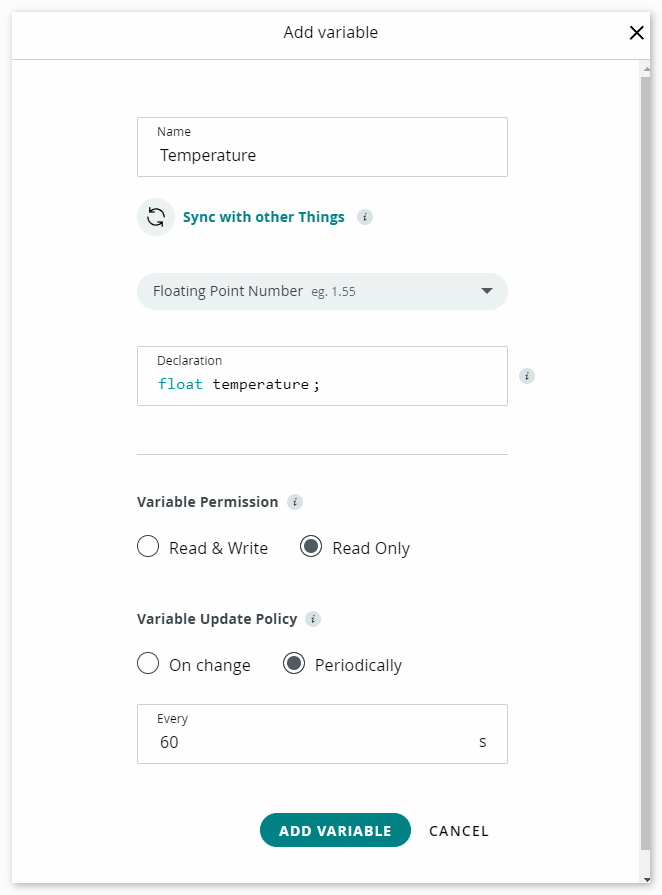 Add variable
Name
Temperature
Sync with other Things i
Floating Point Number eg. 1.55
Declaration
float temperature;
i
Variable Permission i
Read & Write Read Only
Variable Update Policy i
On change Periodically
Every
60 s
ADD VARIABLE CANCEL